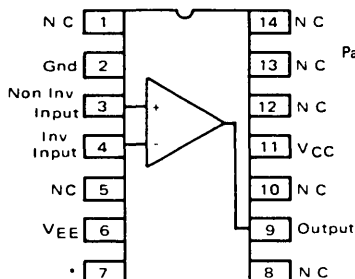 N C 1
14 N C
Pa
Gnd 2
13 N C
Non Inv
Input 3
+
12 N C
Inv
Input 4
-
11 VCC
NC 5
10 N C
VEE 6
9 Output
* 7
8 N C